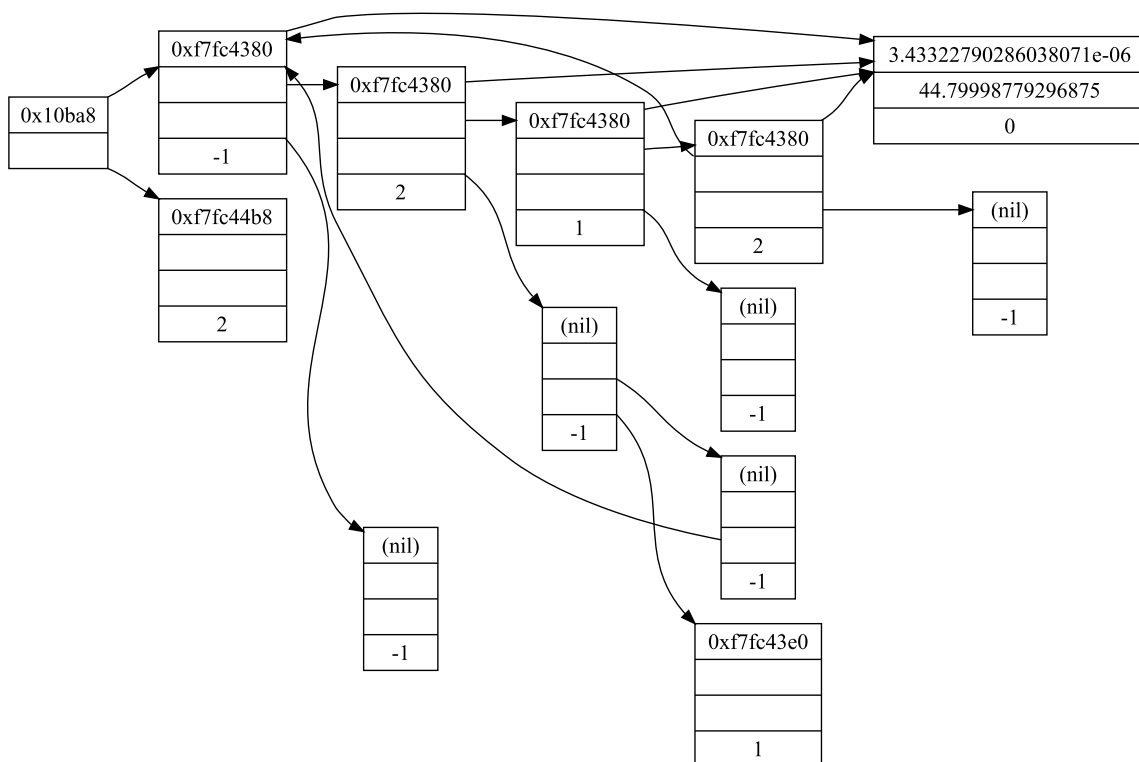 0x10ba8
0xf7fc4380
-1
0xf7fc44b8
2
0xf7fc4380
2
0xf7fc4380
1
0xf7fc4380
2
3.43322790286038071e-06
44.79998779296875
0
(nil)
-1
(nil)
-1
(nil)
-1
(nil)
-1
(nil)
-1
0xf7fc43e0
1